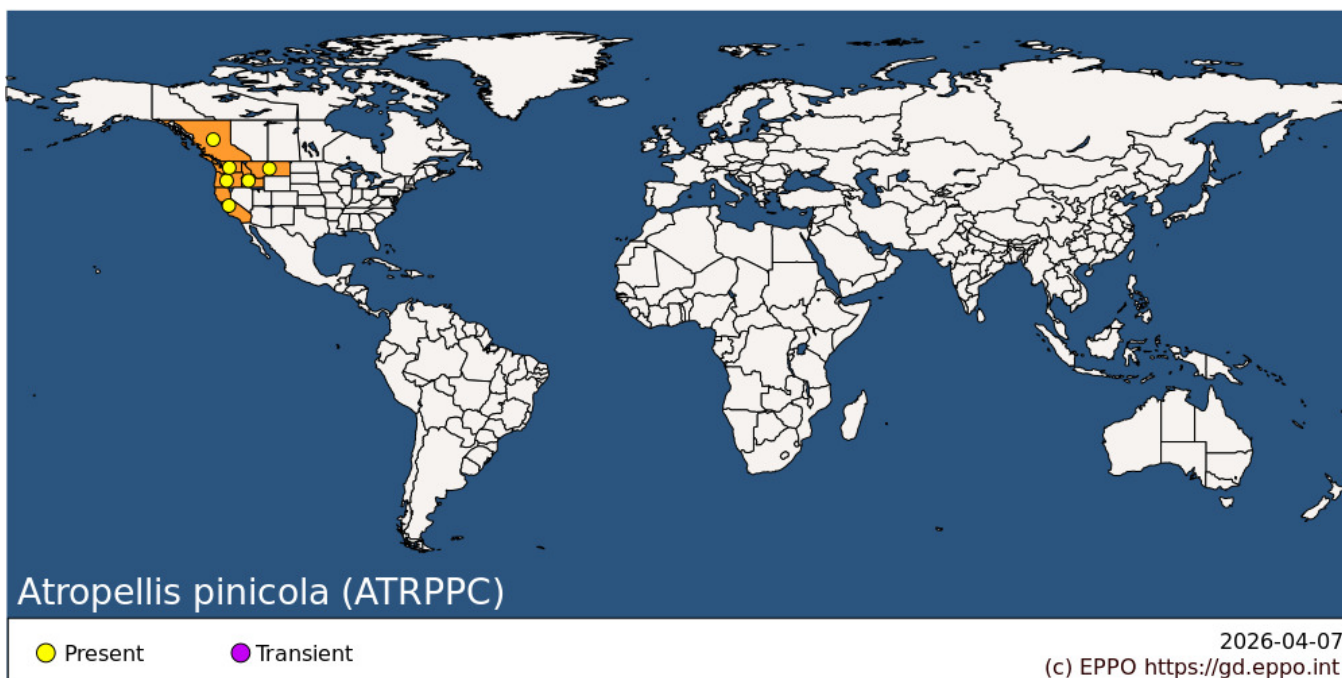 Atropellis pinicola (ATRPPC)
Present
Transient
2026-04-07
(c) EPPO https://gd.eppo.int